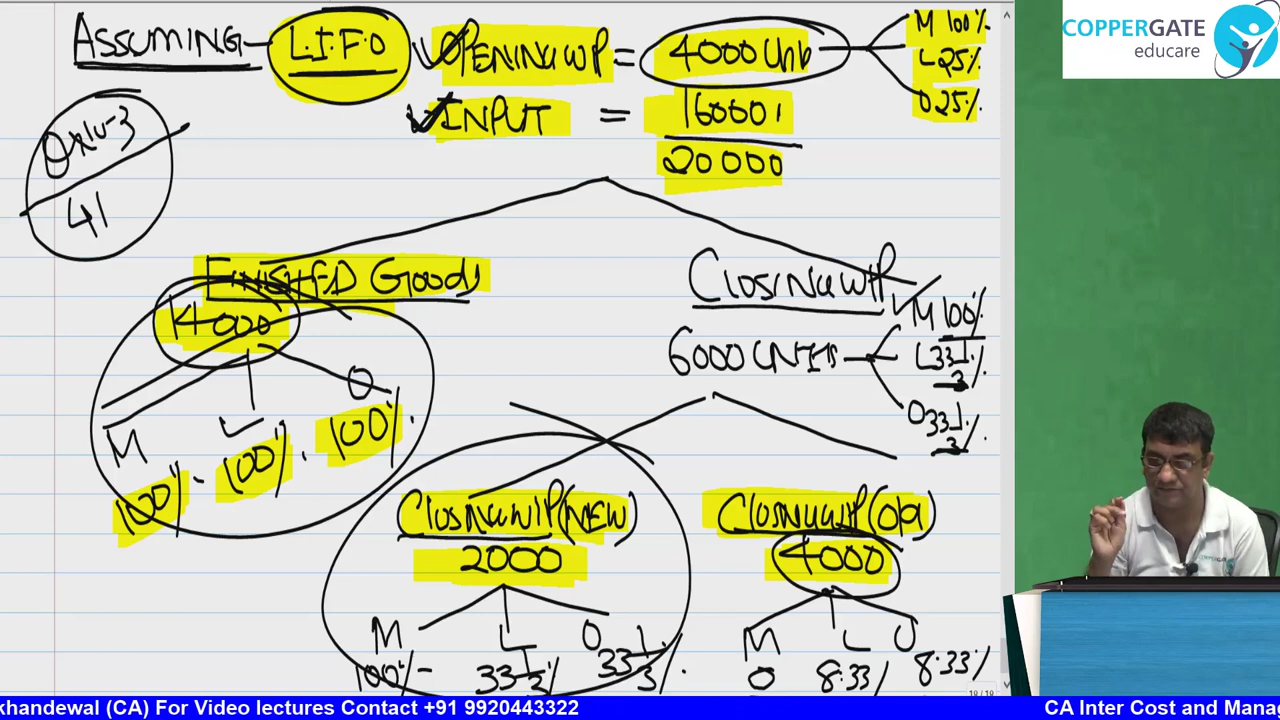 ASSUMING - L.I.F.O OPENING WIP = 4000 Unit M 100%
L 25%
O 25%
INPUT = 16000
20000
41
FINISHED GOODS
14000
M L O
100% 100% 100%
CLOSING WIP
6000 UNITS
M 100%
L 33 1/3 %
O 33 1/3 %
CLOSING WIP (NEW)
2000
M L O
100% 33 1/3 % 33 1/3 %
CLOSING WIP (OP)
4000
M L O
0 8.33% 8.33%
COPPERGATE
educare
19/19
khandewal (CA) For Video lectures Contact +91 9920443322
CA Inter Cost and Manag